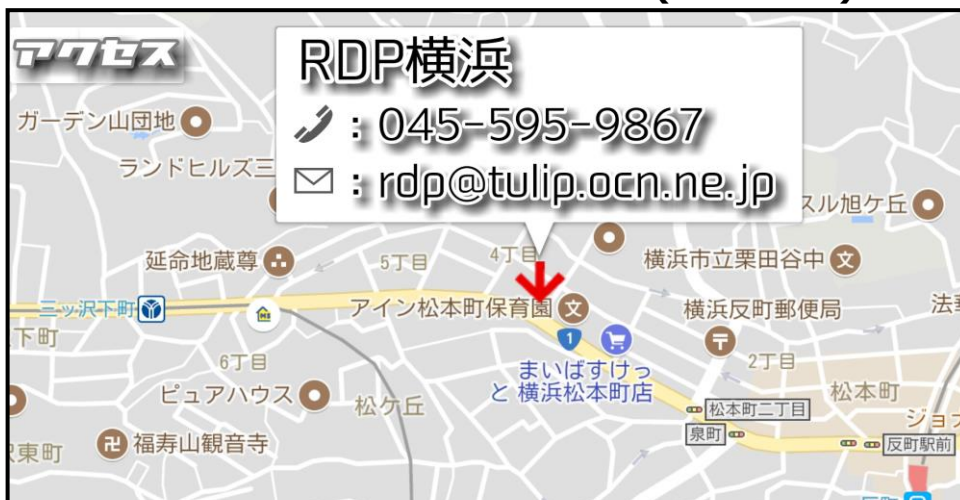 アクセス
RDP横浜
: 045-595-9867
: rdp@tulip.ocn.ne.jp
ガーデン山団地
ランドヒルズ三
スル旭ケ丘
延命地蔵尊
5丁目
4丁目
横浜市立栗田谷中
文
三ッ沢下町
アイン松本町保育園
文
横浜反町郵便局
下町
1
6丁目
まいばすけっ
と 横浜松本町店
2丁目
ピュアハウス
松ケ丘
松本町
松本町二丁目
泉町
反町駅前
福寿山観音寺
東町